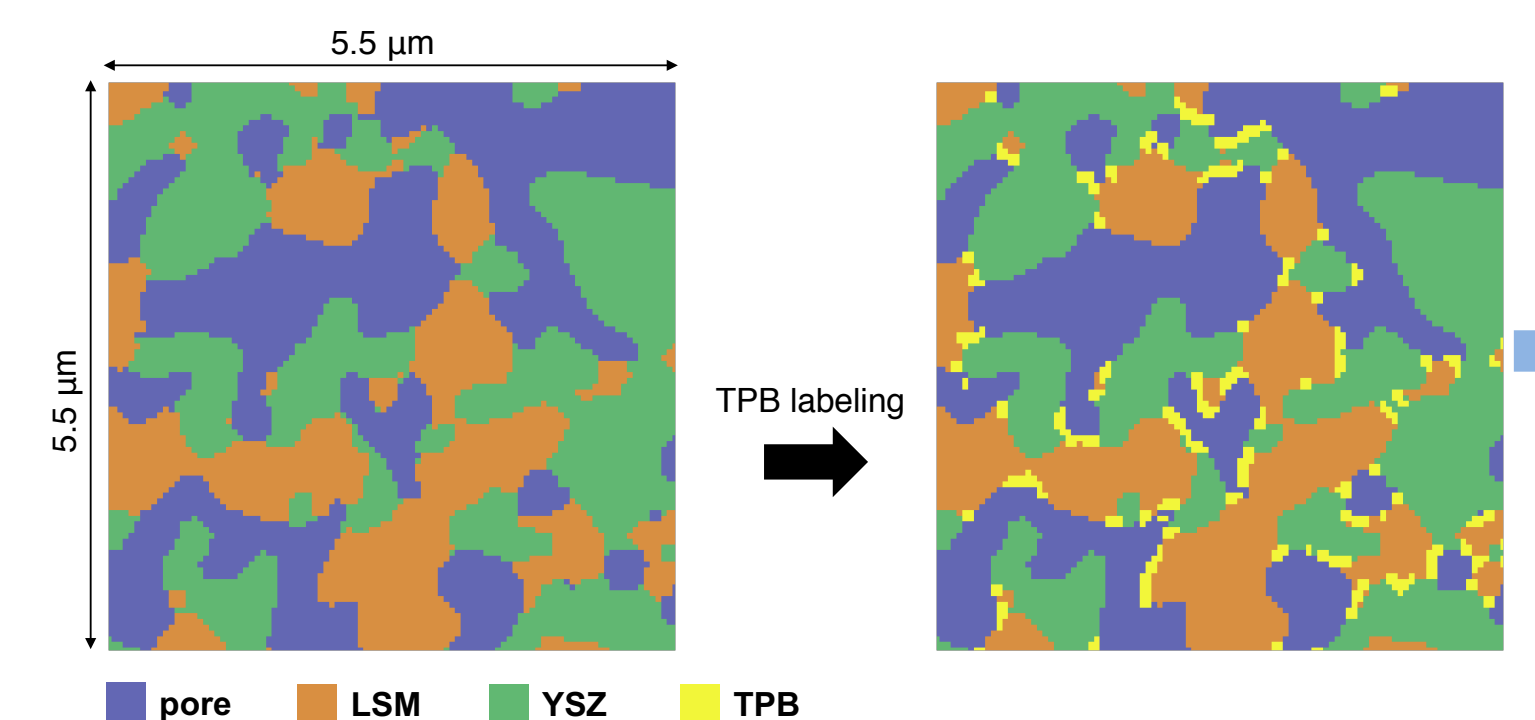 5.5 µm
5.5 µm
TPB labeling
pore
LSM
YSZ
TPB